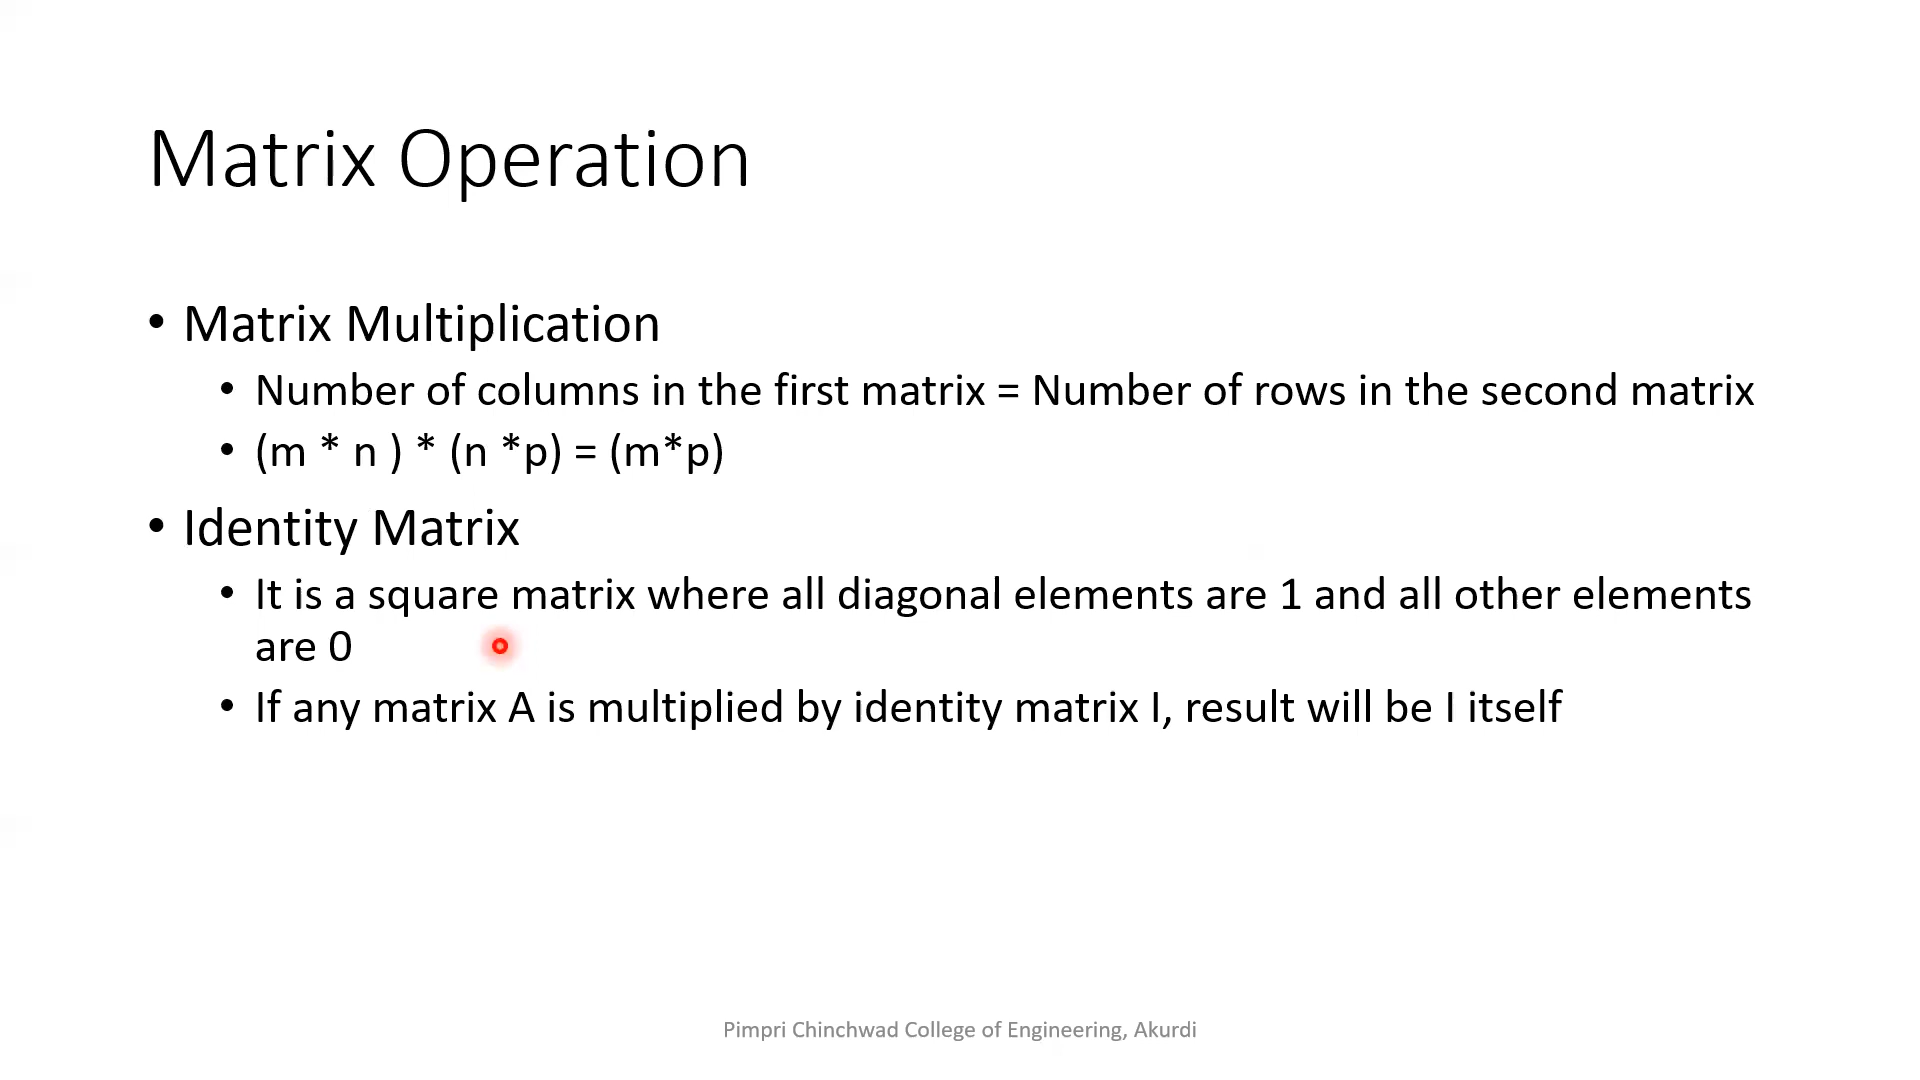 Matrix Operation
• Matrix Multiplication
• Number of columns in the first matrix = Number of rows in the second matrix
• (m * n ) * (n *p) = (m*p)
• Identity Matrix
• It is a square matrix where all diagonal elements are 1 and all other elements
are 0
• If any matrix A is multiplied by identity matrix I, result will be I itself
Pimpri Chinchwad College of Engineering, Akurdi